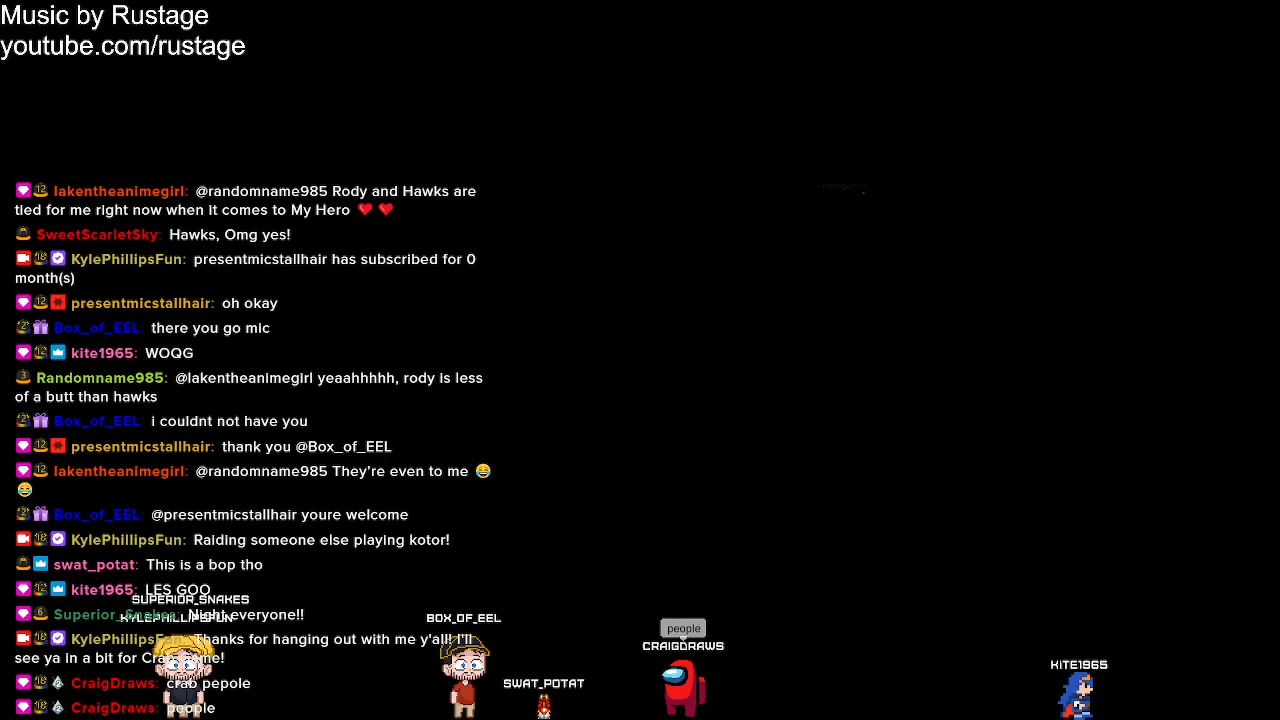 Music by Rustage
youtube.com/rustage
lakentheanimegirl: @randomname985 Rody and Hawks are
tied for me right now when it comes to My Hero ❤️ ❤️
SweetScarletSky: Hawks, Omg yes!
KylePhillipsFun: presentmicstallhair has subscribed for 0
month(s)
presentmicstallhair: oh okay
Box_of_EEL: there you go mic
kite1965: WOQG
Randomname985: @lakentheanimegirl yeaahhhhh, rody is less
of a butt than hawks
Box_of_EEL: i couldnt not have you
presentmicstallhair: thank you @Box_of_EEL
lakentheanimegirl: @randomname985 They're even to me 😂
😂
Box_of_EEL: @presentmicstallhair youre welcome
KylePhillipsFun: Raiding someone else playing kotor!
swat_potat: This is a bop tho
kite1965: LES GOO
SUPERIOR_SNAKES
Superior_Snakes: Night everyone!!
KYLEPHILLIPSFUN
BOX_OF_EEL
KylePhillipsFun: Thanks for hanging out with me y'all! I'll
see ya in a bit for Crab Game!
people
CRAIGDRAWS
KITE1965
SWAT_POTAT
CraigDraws: crab pepole
CraigDraws: people